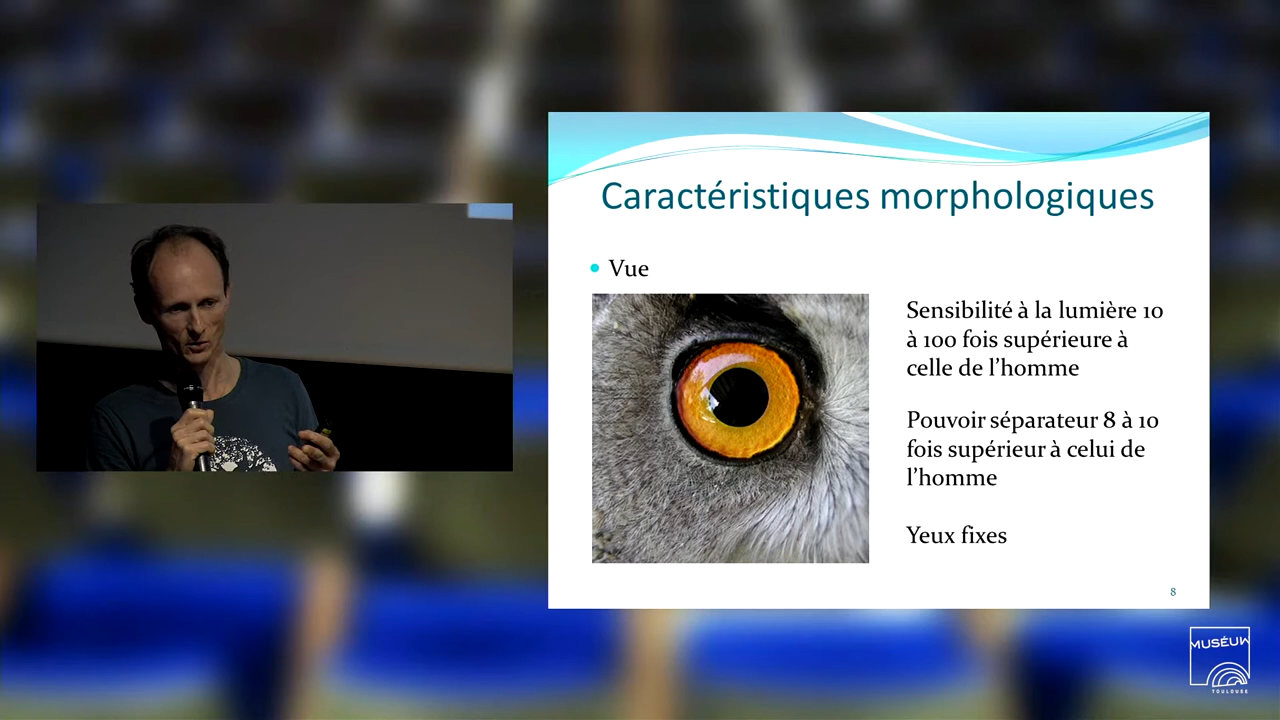 Caractéristiques morphologiques
• Vue
Sensibilité à la lumière 10
à 100 fois supérieure à
celle de l’homme
Pouvoir séparateur 8 à 10
fois supérieur à celui de
l’homme
Yeux fixes
8
MUSÉUM
TOULOUSE